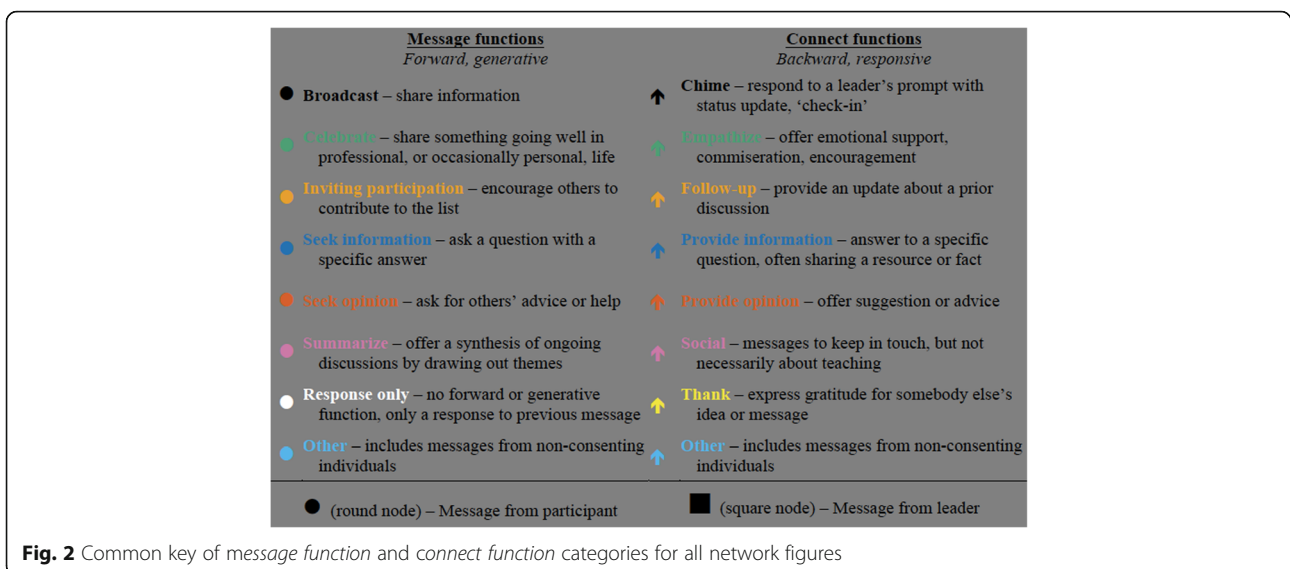 Message functions
Forward, generative
Broadcast – share information
Celebrate – share something going well in
professional, or occasionally personal, life
Inviting participation – encourage others to
contribute to the list
Seek information – ask a question with a
specific answer
Seek opinion – ask for others’ advice or help
Summarize – offer a synthesis of ongoing
discussions by drawing out themes
Response only – no forward or generative
function, only a response to previous message
Other – includes messages from non-consenting
individuals
Connect functions
Backward, responsive
Chime – respond to a leader’s prompt with
status update, ‘check-in’
Empathize – offer emotional support,
commiseration, encouragement
Follow-up – provide an update about a prior
discussion
Provide information – answer to a specific
question, often sharing a resource or fact
Provide opinion – offer suggestion or advice
Social – messages to keep in touch, but not
necessarily about teaching
Thank – express gratitude for somebody else’s
idea or message
Other – includes messages from non-consenting
individuals
(round node) – Message from participant
(square node) – Message from leader
Fig. 2 Common key of message function and connect function categories for all network figures